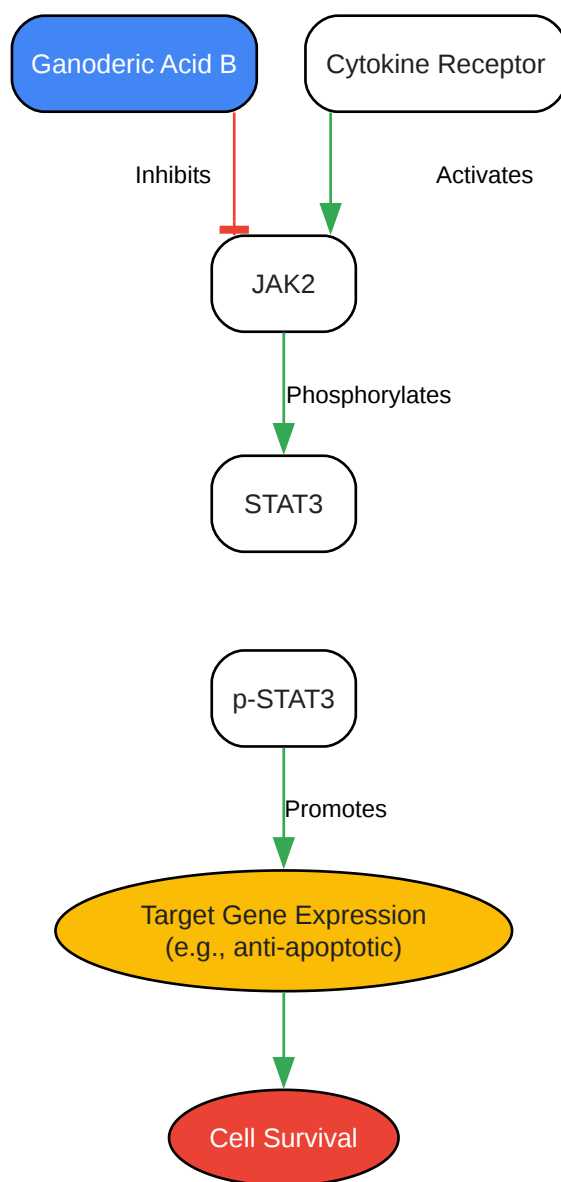 Ganoderic Acid B
Cytokine Receptor
Inhibits
Activates
JAK2
Phosphorylates
STAT3
p-STAT3
Promotes
Target Gene Expression
(e.g., anti-apoptotic)
Cell Survival